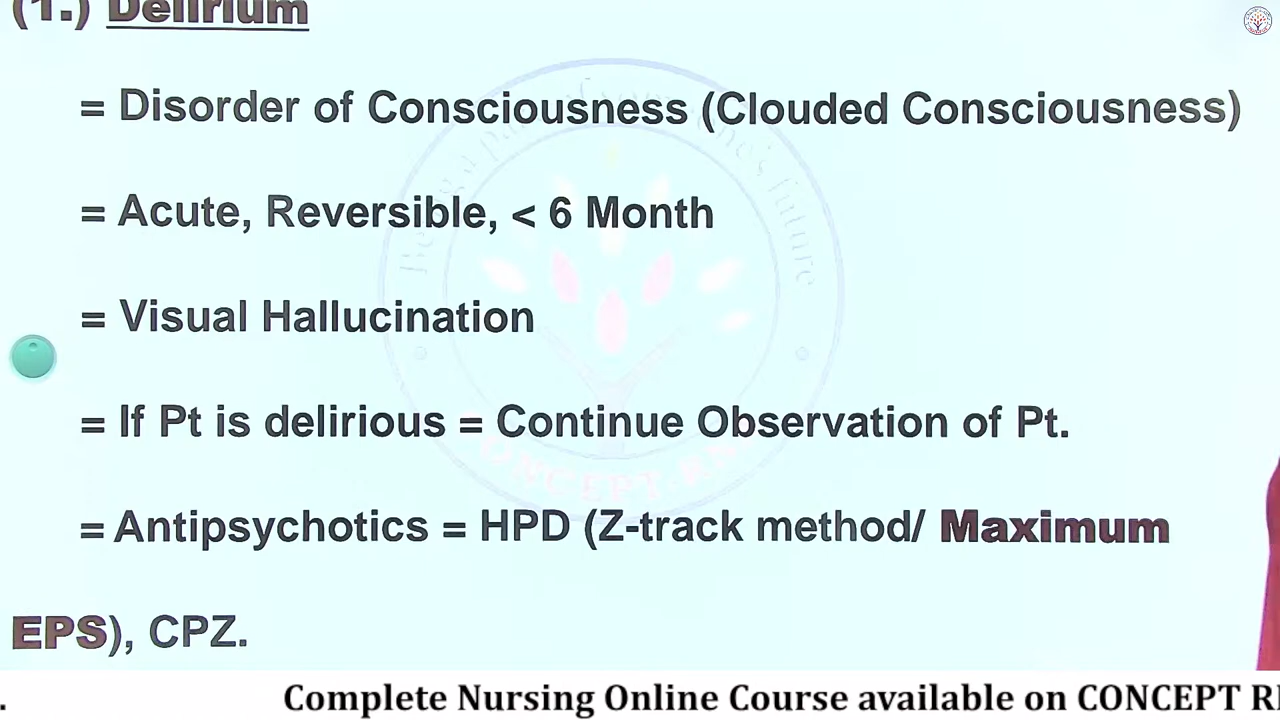 (1.) Delirium
= Disorder of Consciousness (Clouded Consciousness)
= Acute, Reversible, < 6 Month
= Visual Hallucination
= If Pt is delirious = Continue Observation of Pt.
= Antipsychotics = HPD (Z-track method/ Maximum
EPS), CPZ.
. Complete Nursing Online Course available on CONCEPT